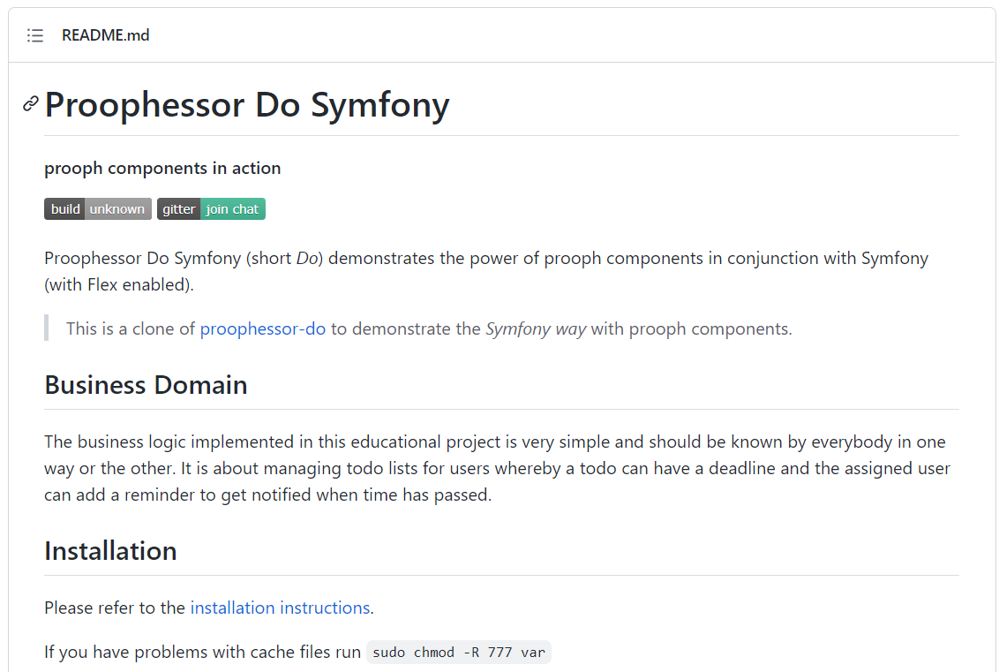 README.md
Proophessor Do Symfony
prooph components in action
build unknown gitter join chat
Proophessor Do Symfony (short Do) demonstrates the power of prooph components in conjunction with Symfony
(with Flex enabled).
This is a clone of proophessor-do to demonstrate the Symfony way with prooph components.
Business Domain
The business logic implemented in this educational project is very simple and should be known by everybody in one
way or the other. It is about managing todo lists for users whereby a todo can have a deadline and the assigned user
can add a reminder to get notified when time has passed.
Installation
Please refer to the installation instructions.
If you have problems with cache files run sudo chmod -R 777 var